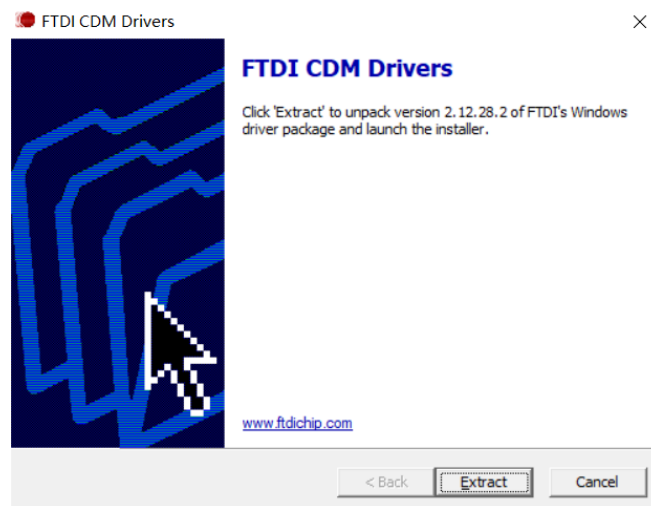 FTDI CDM Drivers
FTDI CDM Drivers
Click 'Extract' to unpack version 2.12.28.2 of FTDI's Windows
driver package and launch the installer.
www.ftdichip.com
< Back Extract Cancel